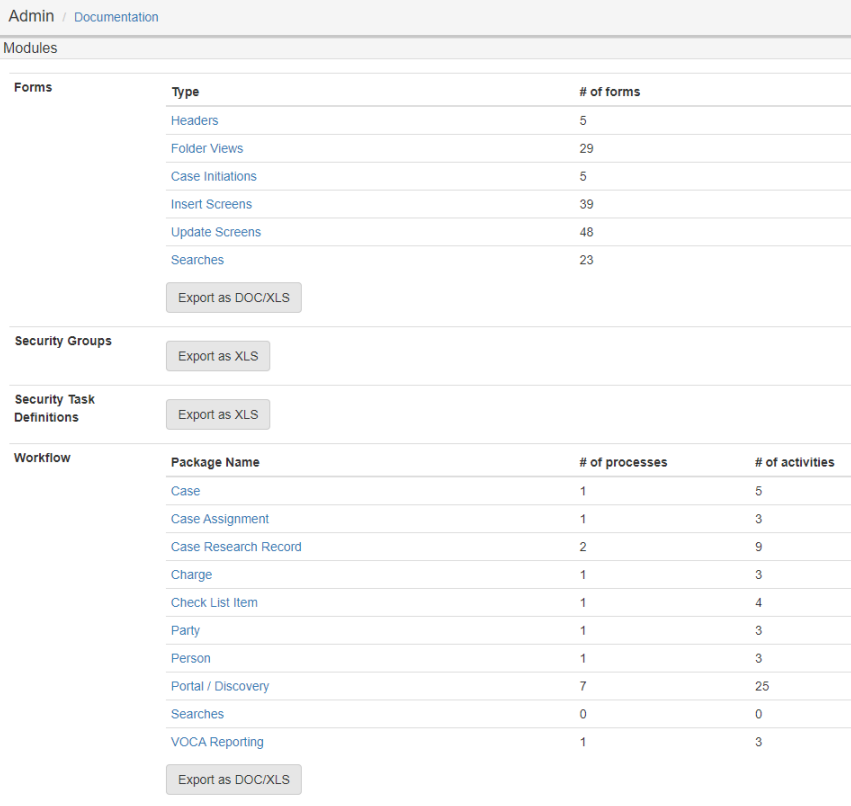 Admin / Documentation
Modules
Forms
Type # of forms
Headers 5
Folder Views 29
Case Initiations 5
Insert Screens 39
Update Screens 48
Searches 23
Export as DOC/XLS
Security Groups
Export as XLS
Security Task
Definitions
Export as XLS
Workflow
Package Name # of processes # of activities
Case 1 5
Case Assignment 1 3
Case Research Record 2 9
Charge 1 3
Check List Item 1 4
Party 1 3
Person 1 3
Portal / Discovery 7 25
Searches 0 0
VOCA Reporting 1 3
Export as DOC/XLS